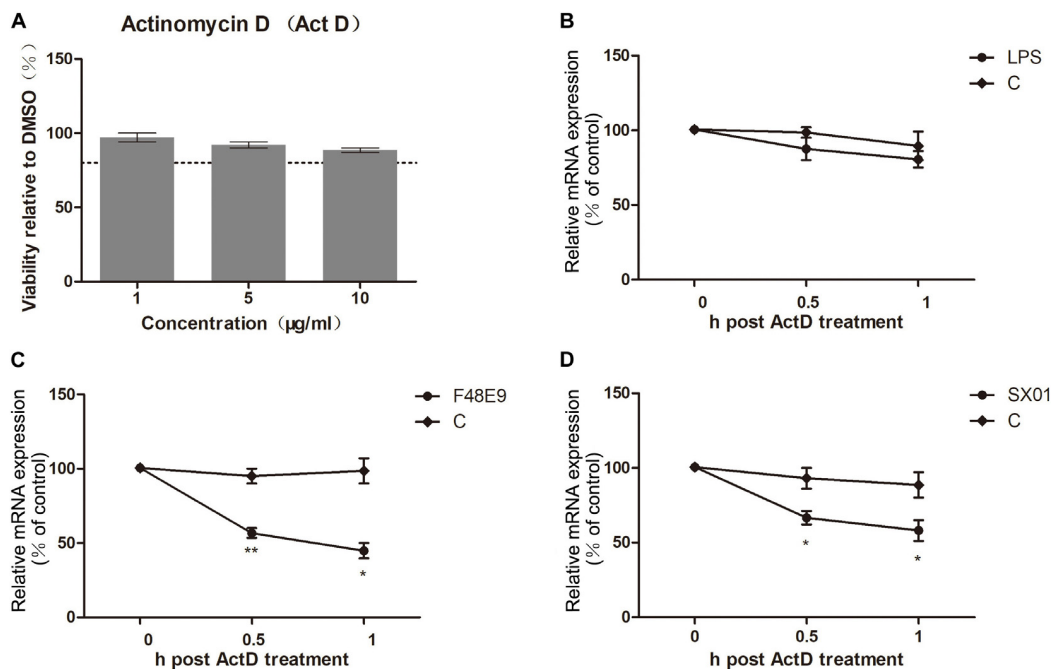 A
Actinomycin D（Act D）
Viability relative to DMSO（%）
150
100
50
0
1
5
10
Concentration（μg/ml）
B
Relative mRNA expression
(% of control)
150
100
50
0
0
0.5
1
h post ActD treatment
LPS
C
C
Relative mRNA expression
(% of control)
150
100
50
0
**
*
0
0.5
1
h post ActD treatment
F48E9
C
D
Relative mRNA expression
(% of control)
150
100
50
0
*
*
0
0.5
1
h post ActD treatment
SX01
C